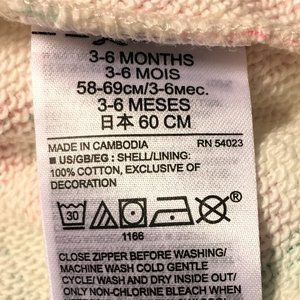 3-6 MONTHS
3-6 MOIS
58-69см/3-6мес.
3-6 MESES
日本 60 CM
MADE IN CAMBODIA RN 54023
■ US/GB/EG : SHELL/LINING:
100% COTTON, EXCLUSIVE OF
DECORATION
30
1166
CLOSE ZIPPER BEFORE WASHING/
MACHINE WASH COLD GENTLE
CYCLE/ WASH AND DRY INSIDE OUT/
ONLY NON-CHLORINE BLEACH WHEN